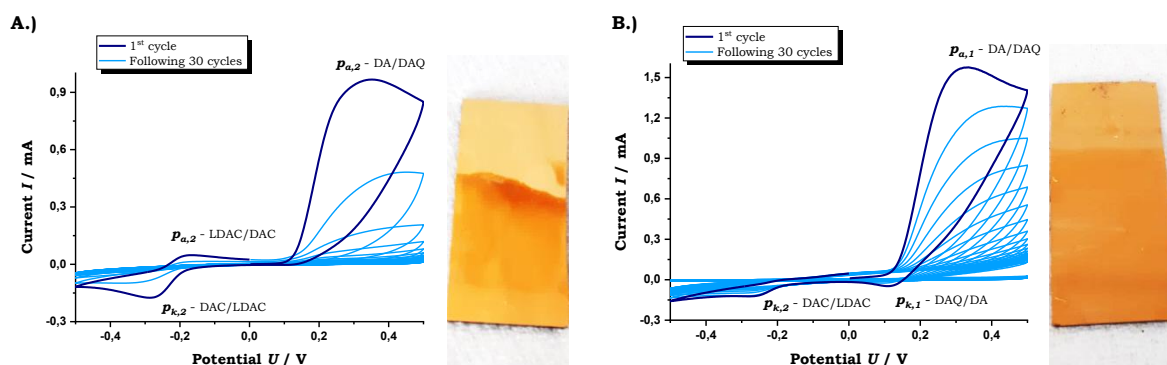 A.)
1st cycle
Following 30 cycles
pa,2 - DA/DAQ
0,9
0,6
0,3
0,0
-0,3
Current I / mA
pa,2 - LDAC/DAC
pk,2 - DAC/LDAC
-0,4
-0,2
0,0
0,2
0,4
Potential U / V
B.)
1st cycle
Following 30 cycles
pa,1 - DA/DAQ
1,5
1,2
0,9
0,6
0,3
0,0
-0,3
Current I / mA
pk,2 - DAC/LDAC
pk,1 - DAQ/DA
-0,4
-0,2
0,0
0,2
0,4
Potential U / V